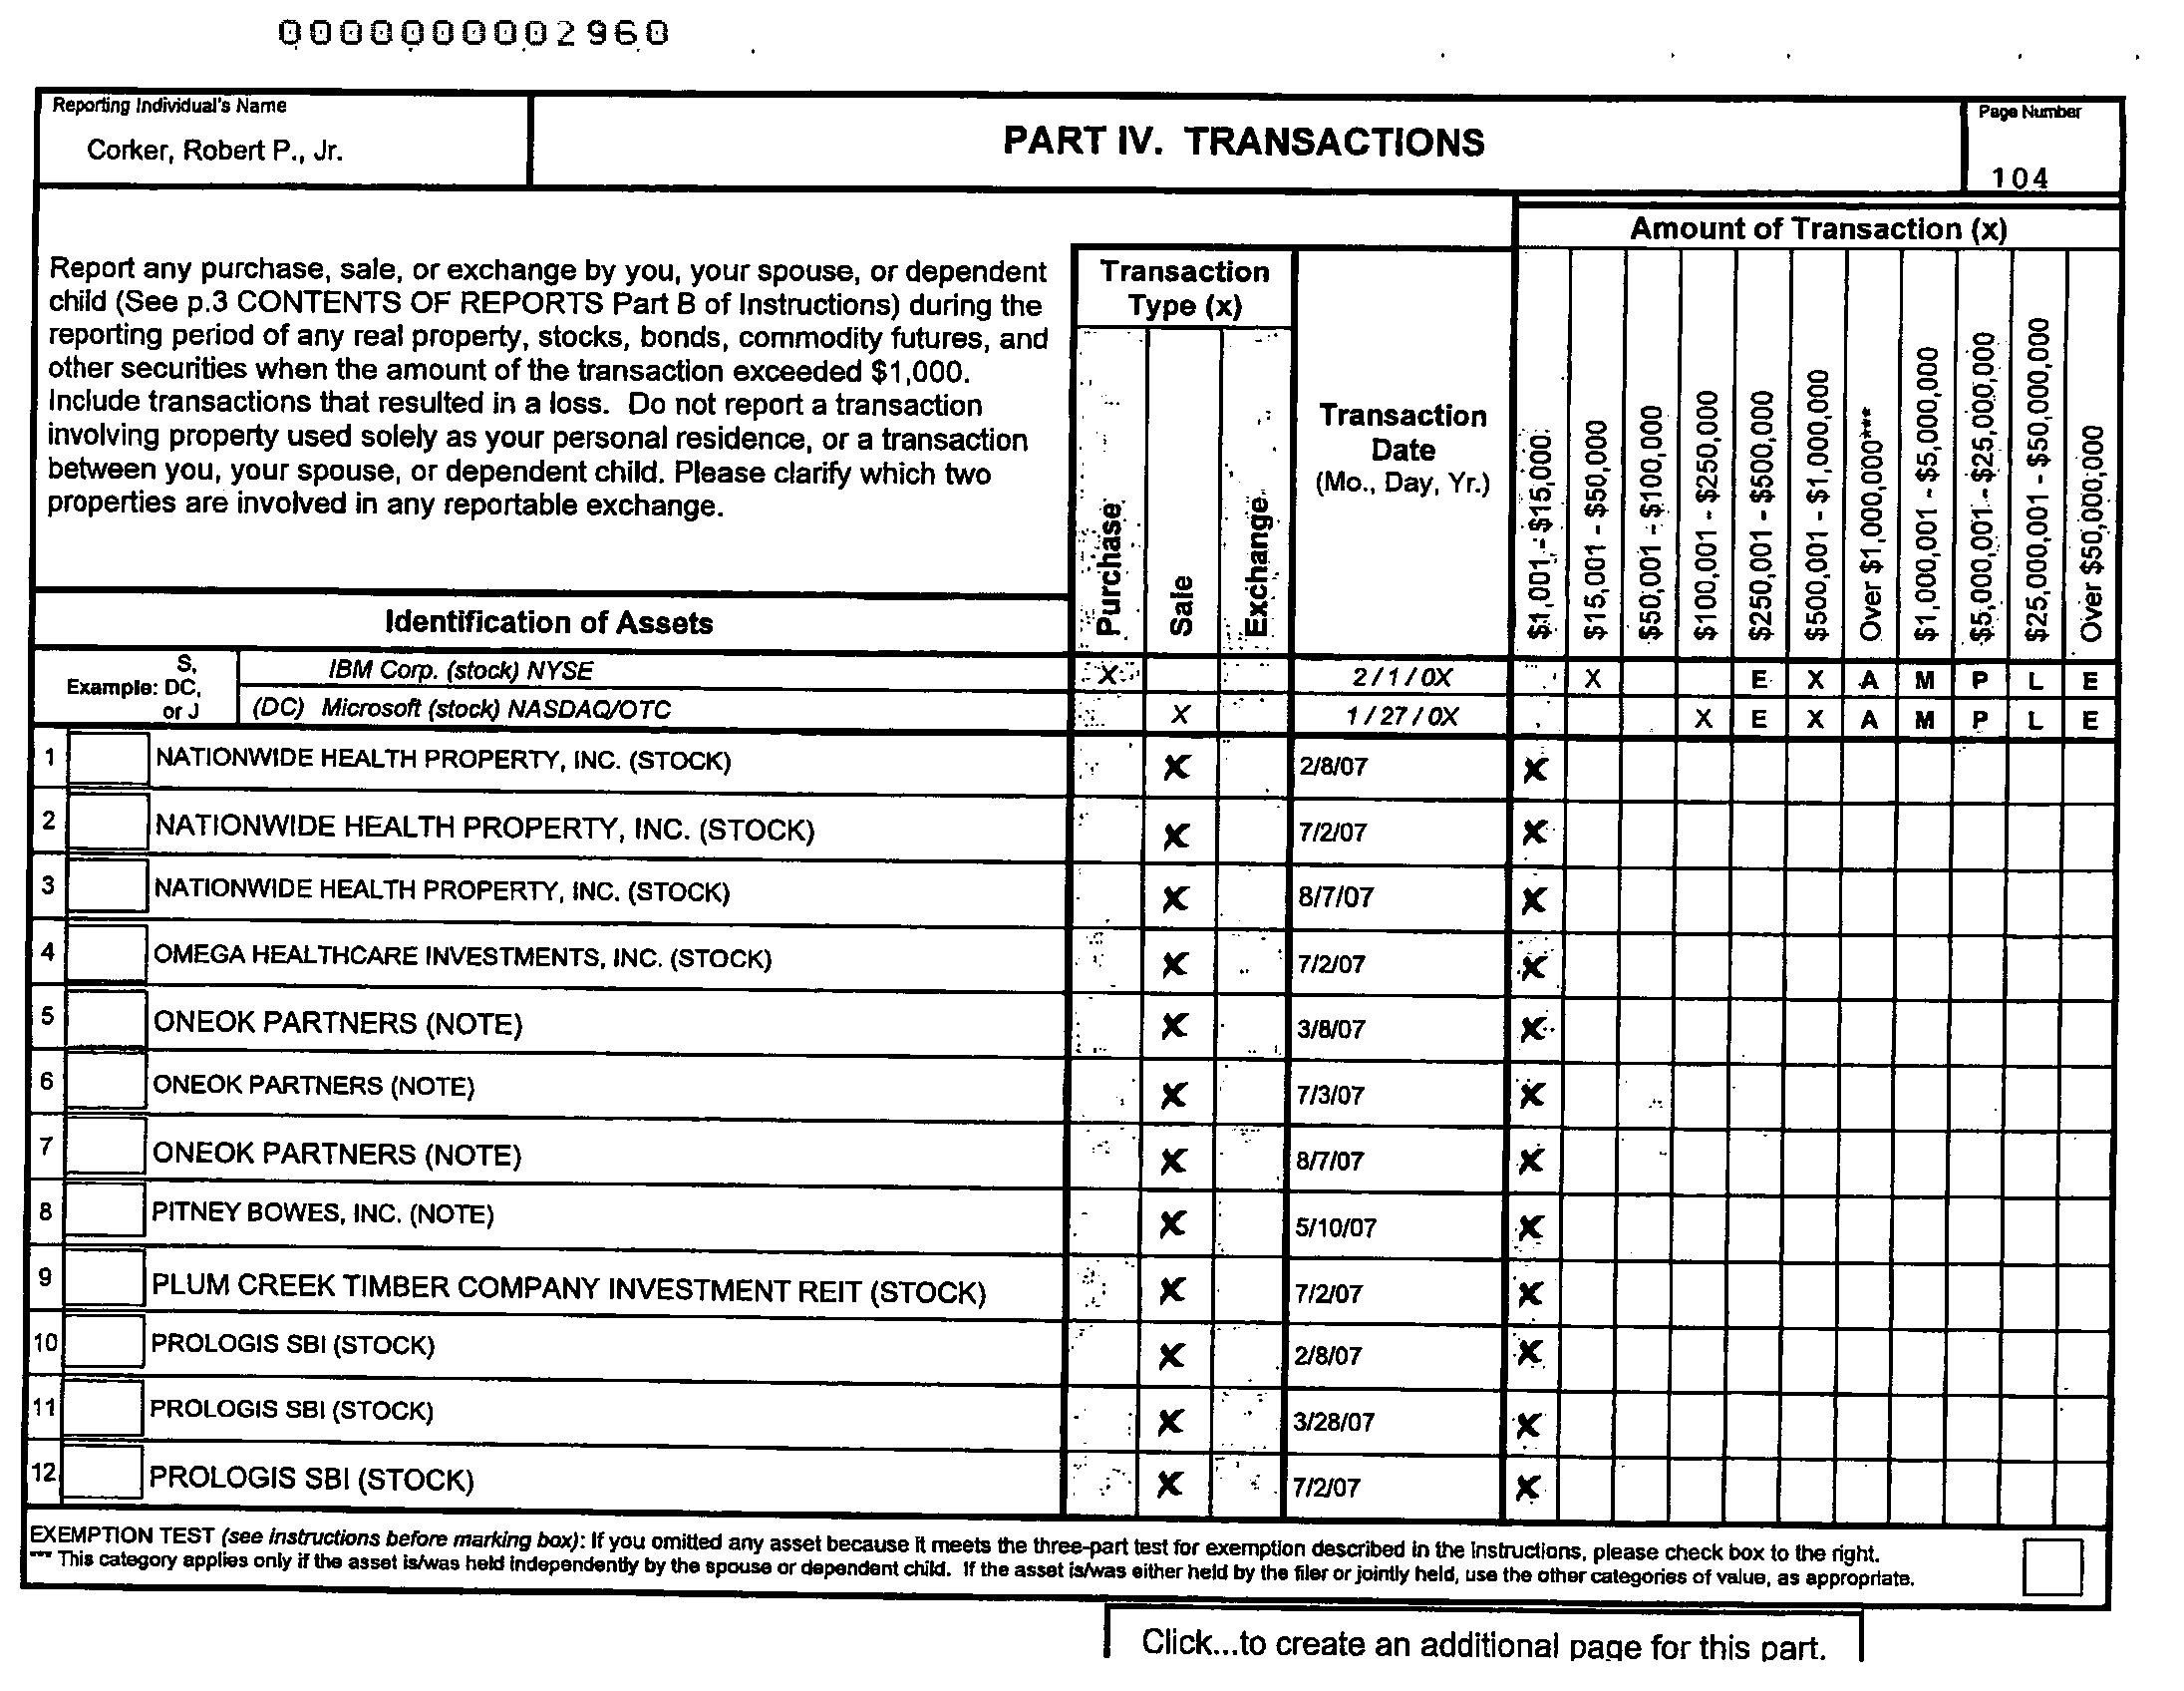 0000000002960
Reporting Individual's Name
Corker, Robert P., Jr.
PART IV. TRANSACTIONS
Page Number
104
Report any purchase, sale, or exchange by you, your spouse, or dependent
child (See p.3 CONTENTS OF REPORTS Part B of Instructions) during the
reporting period of any real property, stocks, bonds, commodity futures, and
other securities when the amount of the transaction exceeded $1,000.
Include transactions that resulted in a loss. Do not report a transaction
involving property used solely as your personal residence, or a transaction
between you, your spouse, or dependent child. Please clarify which two
properties are involved in any reportable exchange.
Transaction
Type (x)
Purchase
Sale
Exchange
Transaction
Date
(Mo., Day, Yr.)
Amount of Transaction (x)
$1,001 - $15,000
$15,001 - $50,000
$50,001 - $100,000
$100,001 - $250,000
$250,001 - $500,000
$500,001 - $1,000,000
Over $1,000,000***
$1,000,001 - $5,000,000
$5,000,001 - $25,000,000
$25,000,001 - $50,000,000
Over $50,000,000
Identification of Assets
Example: S, DC, or J
IBM Corp. (stock) NYSE X 2/1/0X X E X A M P L E
(DC) Microsoft (stock) NASDAQ/OTC X 1/27/0X X E X A M P L E
1 NATIONWIDE HEALTH PROPERTY, INC. (STOCK) X 2/8/07 X
2 NATIONWIDE HEALTH PROPERTY, INC. (STOCK) X 7/2/07 X
3 NATIONWIDE HEALTH PROPERTY, INC. (STOCK) X 8/7/07 X
4 OMEGA HEALTHCARE INVESTMENTS, INC. (STOCK) X 7/2/07 X
5 ONEOK PARTNERS (NOTE) X 3/8/07 X
6 ONEOK PARTNERS (NOTE) X 7/3/07 X
7 ONEOK PARTNERS (NOTE) X 8/7/07 X
8 PITNEY BOWES, INC. (NOTE) X 5/10/07 X
9 PLUM CREEK TIMBER COMPANY INVESTMENT REIT (STOCK) X 7/2/07 X
10 PROLOGIS SBI (STOCK) X 2/8/07 X
11 PROLOGIS SBI (STOCK) X 3/28/07 X
12 PROLOGIS SBI (STOCK) X 7/2/07 X
EXEMPTION TEST (see instructions before marking box): If you omitted any asset because it meets the three-part test for exemption described in the Instructions, please check box to the right.
*** This category applies only if the asset is/was held independently by the spouse or dependent child. If the asset is/was either held by the filer or jointly held, use the other categories of value, as appropriate.
Click...to create an additional page for this part.